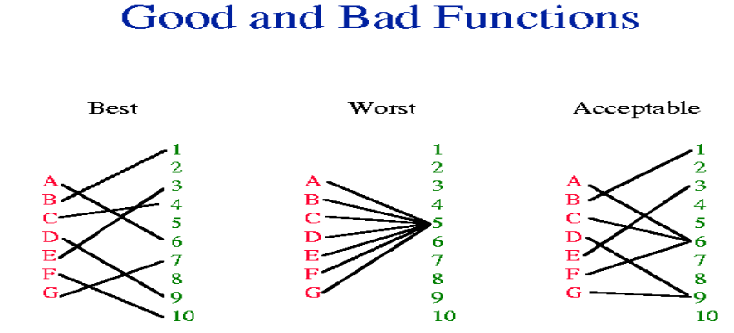 Good and Bad Functions
Best Worst Acceptable
1 1 1
2 2 2
A 3 A 3 A 3
B 4 B 4 B 4
C 5 C 5 C 5
D 6 D 6 D 6
E 7 E 7 E 7
F 8 F 8 F 8
G 9 G 9 G 9
10 10 10